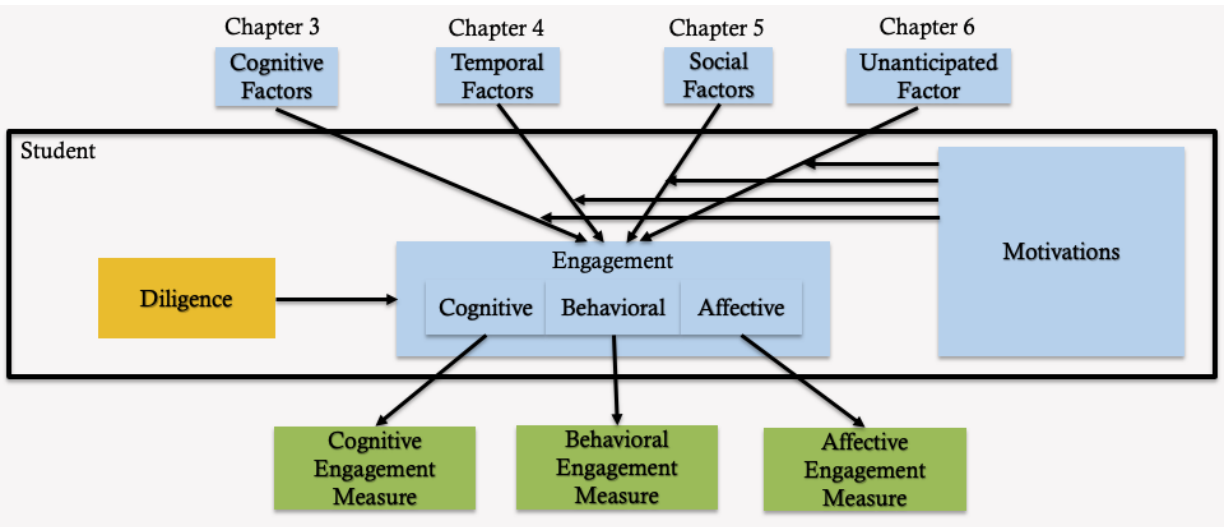 Chapter 3
Chapter 4
Chapter 5
Chapter 6
Cognitive
Factors
Temporal
Factors
Social
Factors
Unanticipated
Factor
Student
Motivations
Diligence
Engagement
Cognitive
Behavioral
Affective
Cognitive
Engagement
Measure
Behavioral
Engagement
Measure
Affective
Engagement
Measure